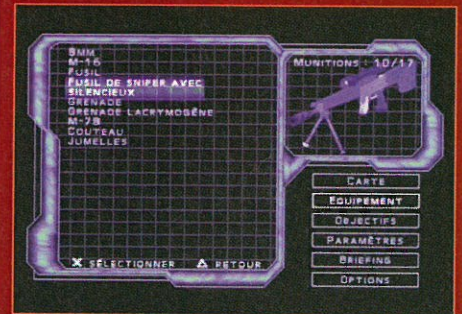 9MM
M-16
FUSIL
FUSIL DE SNIPER AVEC
SILENCIEUX
GRENADE
GRENADE LACRYMOGÈNE
M-79
COUTEAU
JUMELLES
X SÉLECTIONNER △ RETOUR
MUNITIONS : 10/17
CARTE
EQUIPEMENT
OBJECTIFS
PARAMÈTRES
BRIEFING
OPTIONS